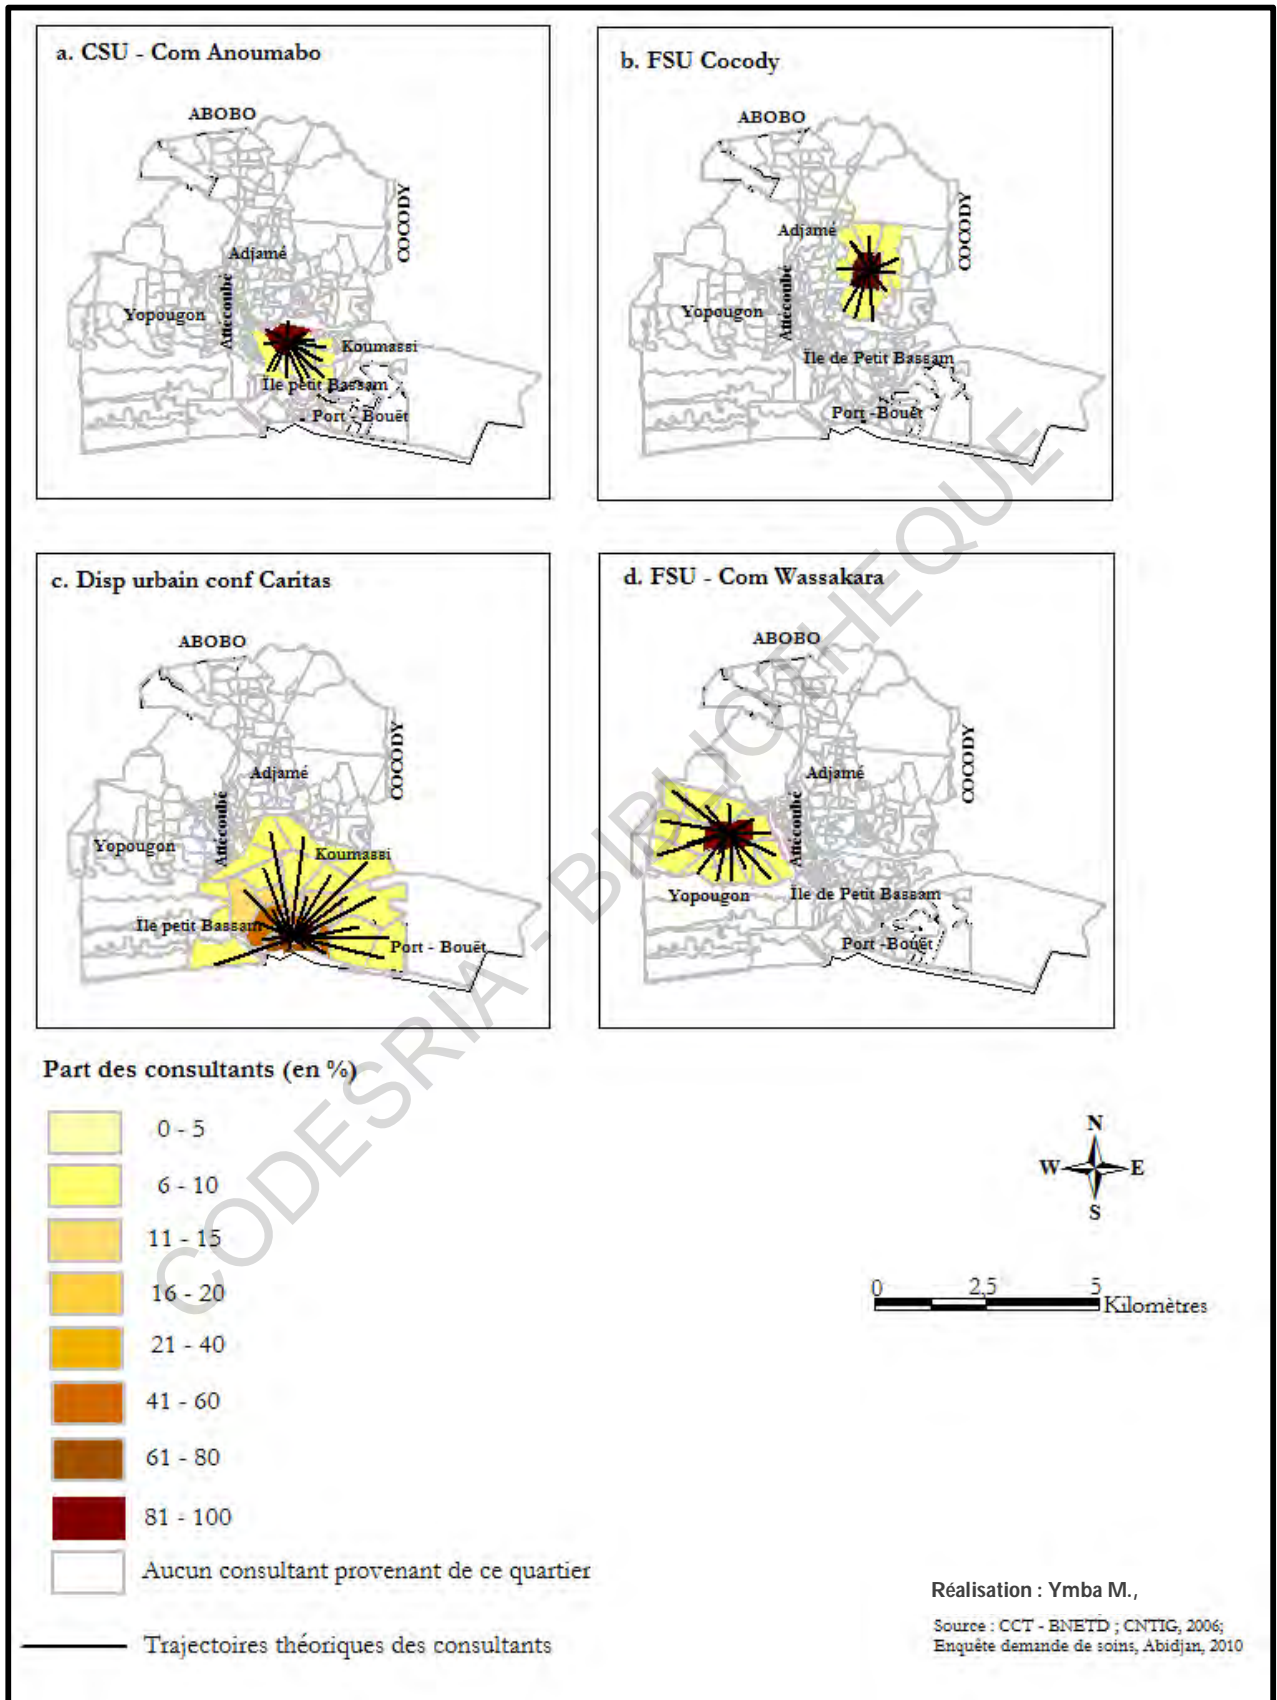 a. CSU - Com Anoumabo
ABOBO
COCODY
Adjamé
Attécoubé
Yopougon
Koumassi
Île petit Bassam
Port - Bouët
b. FSU Cocody
ABOBO
COCODY
Adjamé
Attécoubé
Yopougon
Île de Petit Bassam
Port -Bouët
c. Disp urbain conf Caritas
ABOBO
COCODY
Adjamé
Attécoubé
Yopougon
Koumassi
Île petit Bassam
Port - Bouët
d. FSU - Com Wassakara
ABOBO
COCODY
Adjamé
Attécoubé
Yopougon
Île de Petit Bassam
Port -Bouët
CODESRIA - BIBLIOTHEQUE
Part des consultants (en %)
0 - 5
6 - 10
11 - 15
16 - 20
21 - 40
41 - 60
61 - 80
81 - 100
Aucun consultant provenant de ce quartier
Trajectoires théoriques des consultants
N
W E
S
0 2,5 5
Kilomètres
Réalisation : Ymba M.,
Source : CCT - BNETD ; CNTIG, 2006;
Enquête demande de soins, Abidjan, 2010